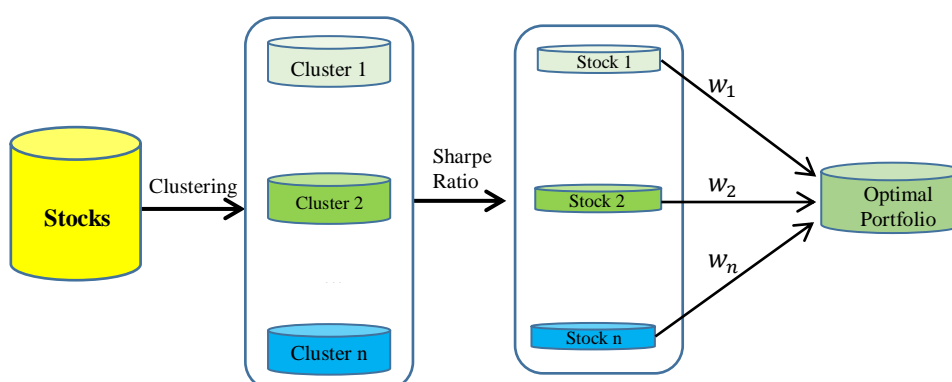 Stocks
Clustering
Cluster 1
Cluster 2
...
Cluster n
Sharpe
Ratio
Stock 1
Stock 2
Stock n
w₁
w₂
wₙ
Optimal
Portfolio